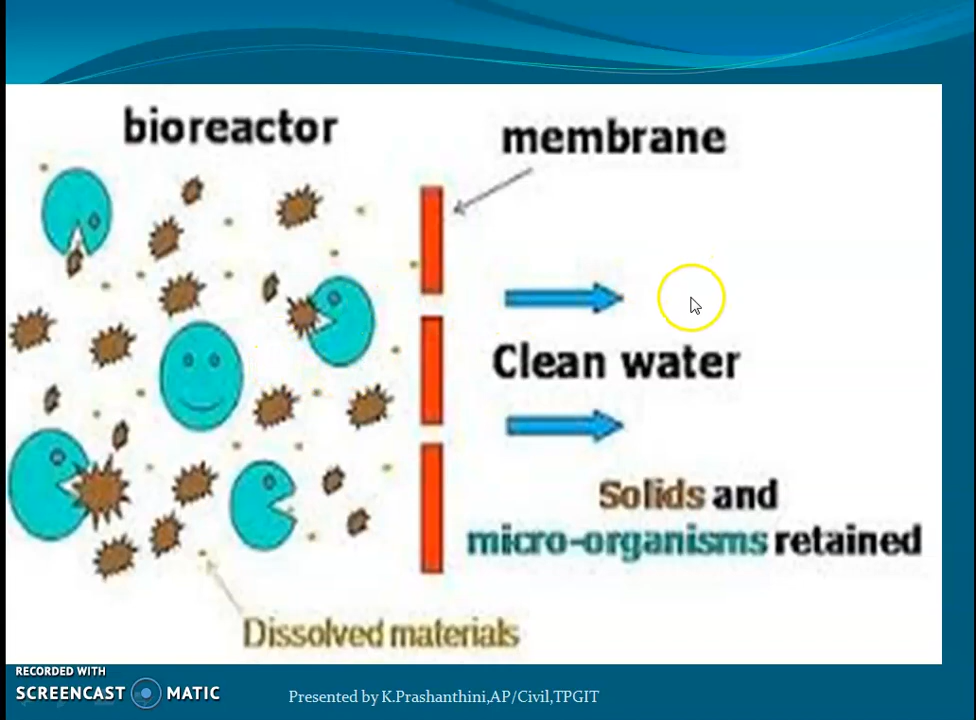 bioreactor
membrane
Clean water
Solids and
micro-organisms retained
Dissolved materials
RECORDED WITH
SCREENCAST MATIC
Presented by K.Prashanthini,AP/Civil,TPGIT